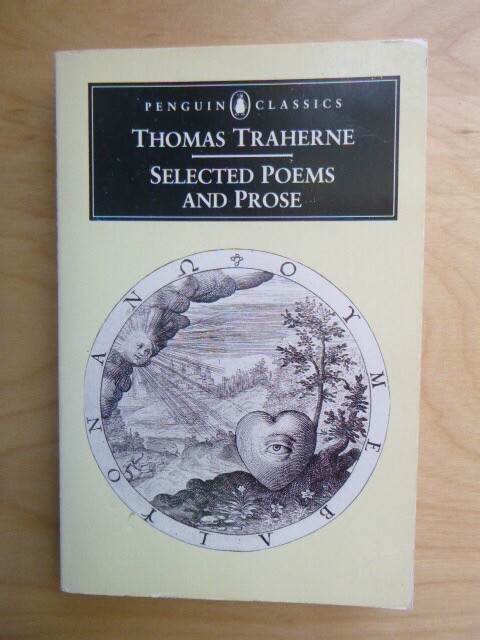 PENGUIN CLASSICS
THOMAS TRAHERNE
SELECTED POEMS
AND PROSE